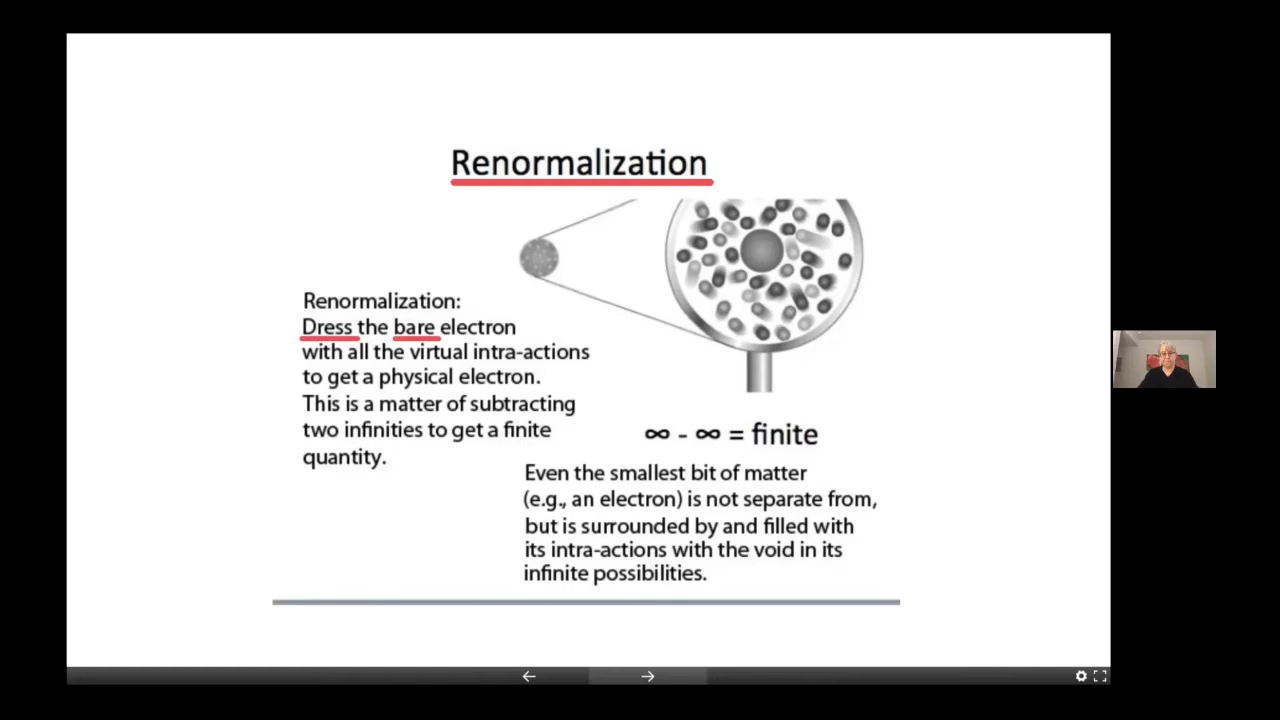 Renormalization
Renormalization:
Dress the bare electron
with all the virtual intra-actions
to get a physical electron.
This is a matter of subtracting
two infinities to get a finite
quantity.
∞ - ∞ = finite
Even the smallest bit of matter
(e.g., an electron) is not separate from,
but is surrounded by and filled with
its intra-actions with the void in its
infinite possibilities.